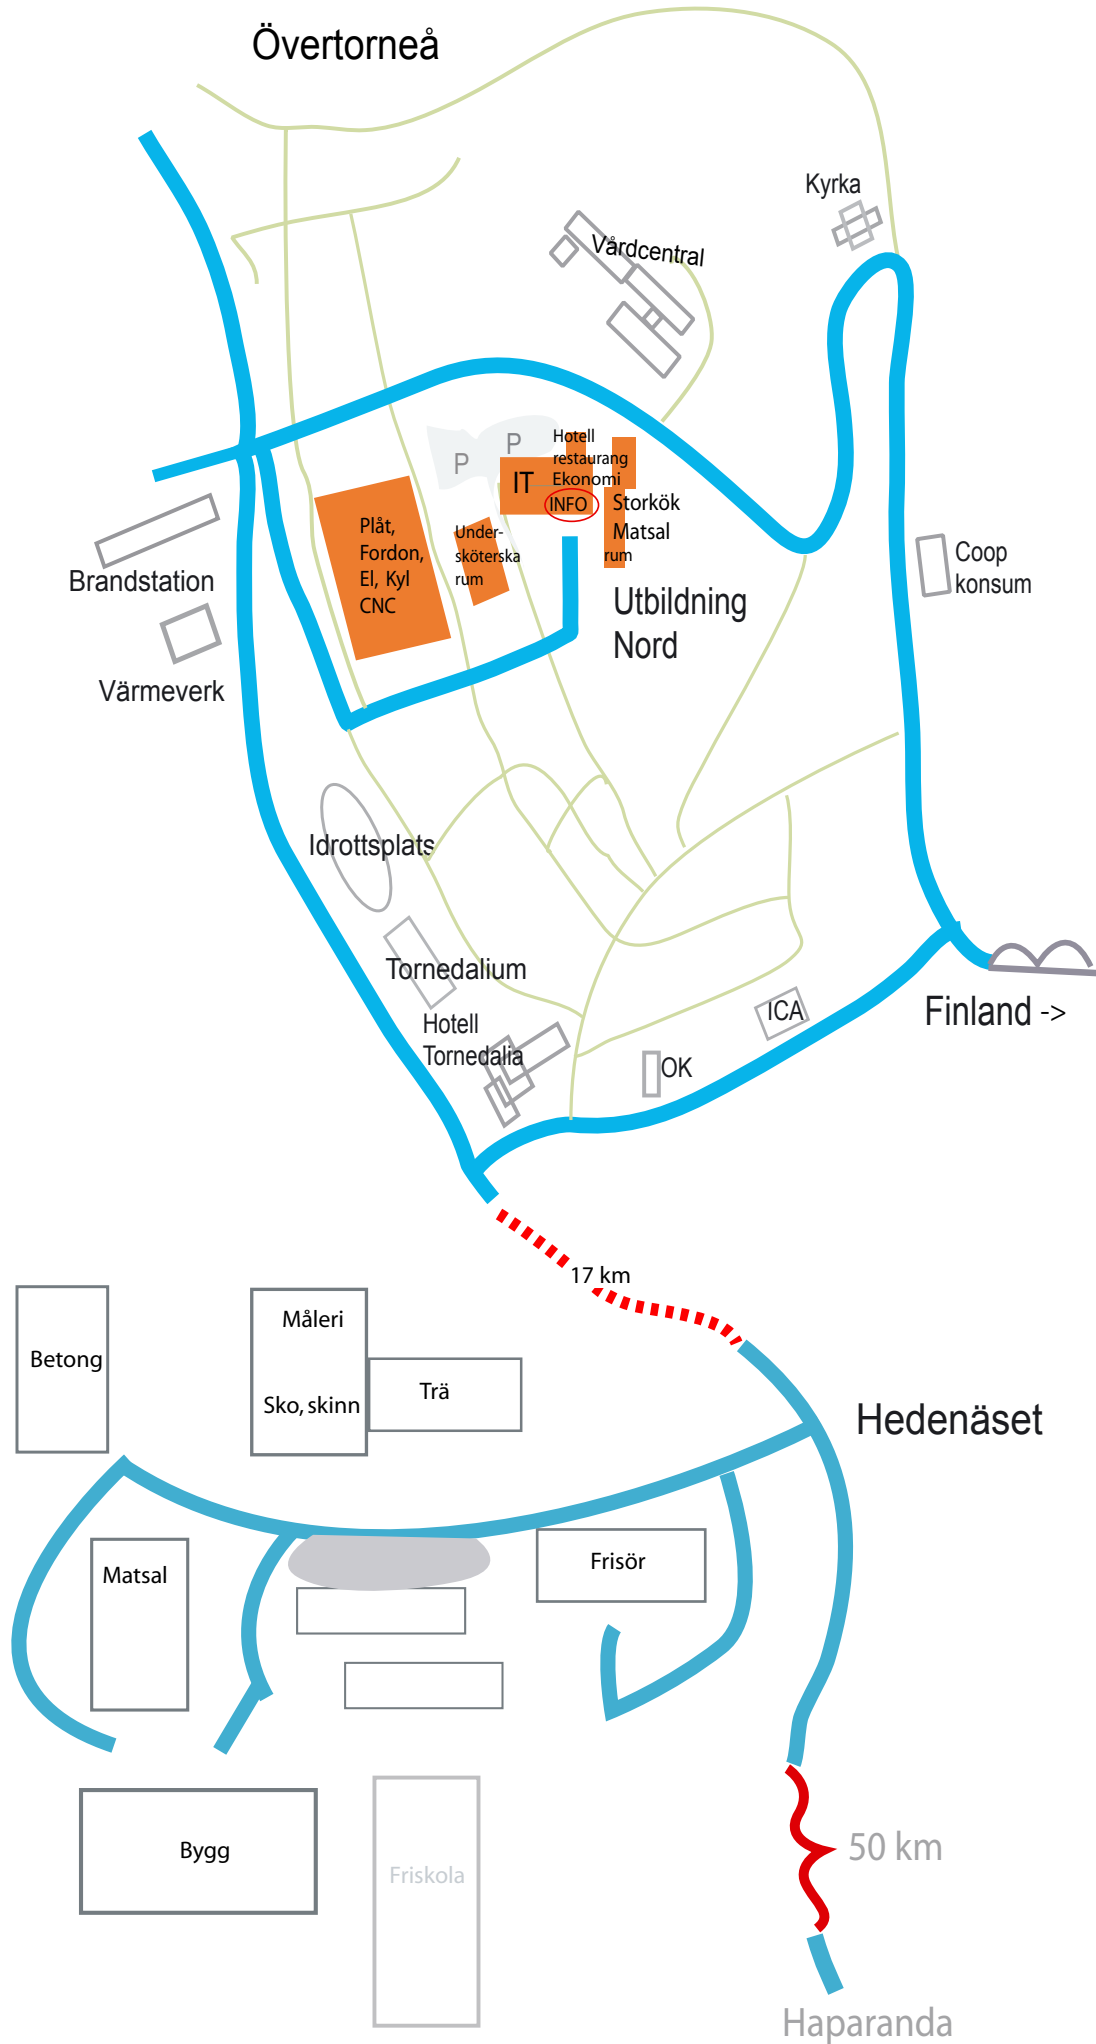 Övertorneå
Kyrka
Vårdcentral
P
P
Hotell
restaurang
Ekonomi
IT
INFO
Storkök
Matsal
rum
Plåt,
Fordon,
El, Kyl
CNC
Under-
sköterska
rum
Utbildning
Nord
Coop
konsum
Brandstation
Värmeverk
Idrottsplats
Tornedalium
Hotell
Tornedalia
ICA
OK
Finland ->
17 km
Betong
Måleri
Sko, skinn
Trä
Hedenäset
Matsal
Frisör
Bygg
Friskola
50 km
Haparanda